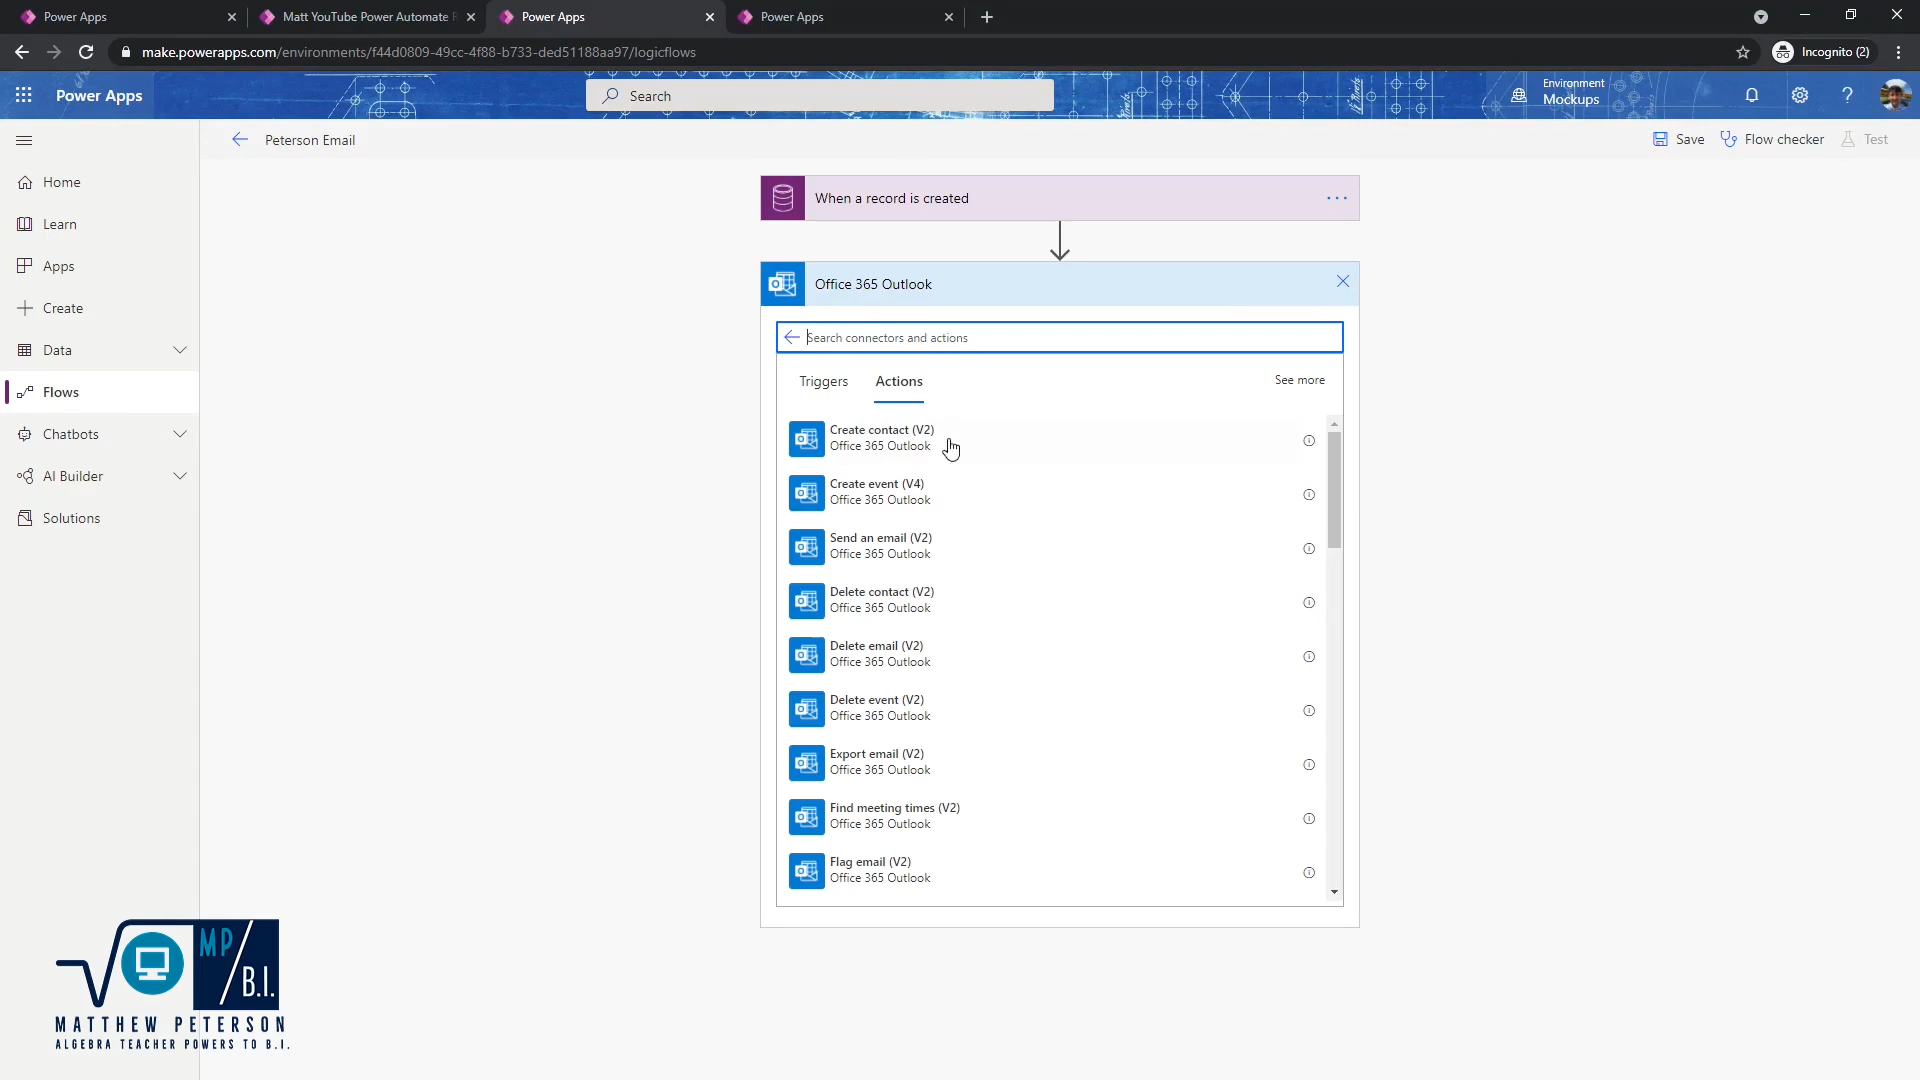 Power Apps
Matt YouTube Power Automate
Power Apps
Power Apps
make.powerapps.com/environments/f44d0809-49cc-4f88-b733-ded51188aa97/logicflows
Incognito (2)
Power Apps
Search
Environment
Mockups
Peterson Email
Save
Flow checker
Test
Home
Learn
Apps
Create
Data
Flows
Chatbots
AI Builder
Solutions
When a record is created
Office 365 Outlook
Search connectors and actions
Triggers
Actions
See more
Create contact (V2)
Office 365 Outlook
Create event (V4)
Office 365 Outlook
Send an email (V2)
Office 365 Outlook
Delete contact (V2)
Office 365 Outlook
Delete email (V2)
Office 365 Outlook
Delete event (V2)
Office 365 Outlook
Export email (V2)
Office 365 Outlook
Find meeting times (V2)
Office 365 Outlook
Flag email (V2)
Office 365 Outlook
MP/B.I.
MATTHEW PETERSON
ALGEBRA TEACHER POWERS TO B.I.